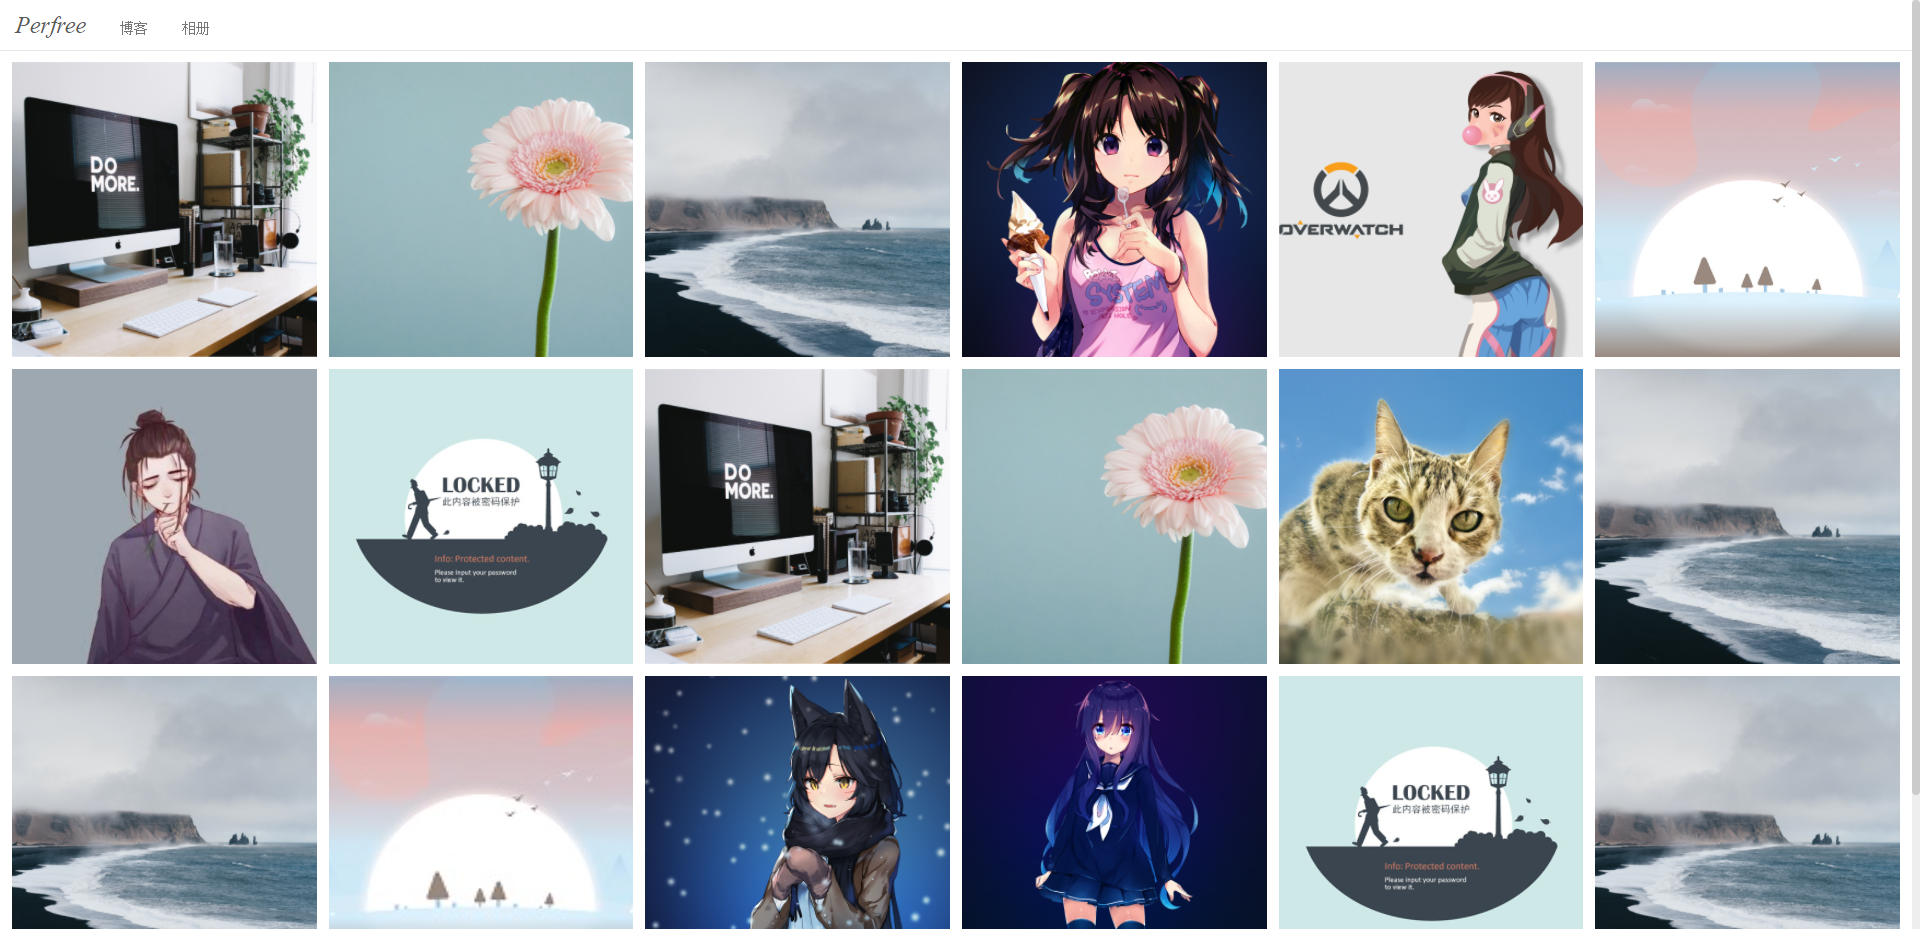 Perfree 博客 相册
DO
MORE.
OVERWATCH
SYSTEM
LOCKED
此内容被密码保护
Info: Protected content.
Please input your password
to view it.
DO
MORE.
LOCKED
此内容被密码保护
Info: Protected content.
Please input your password
to view it.